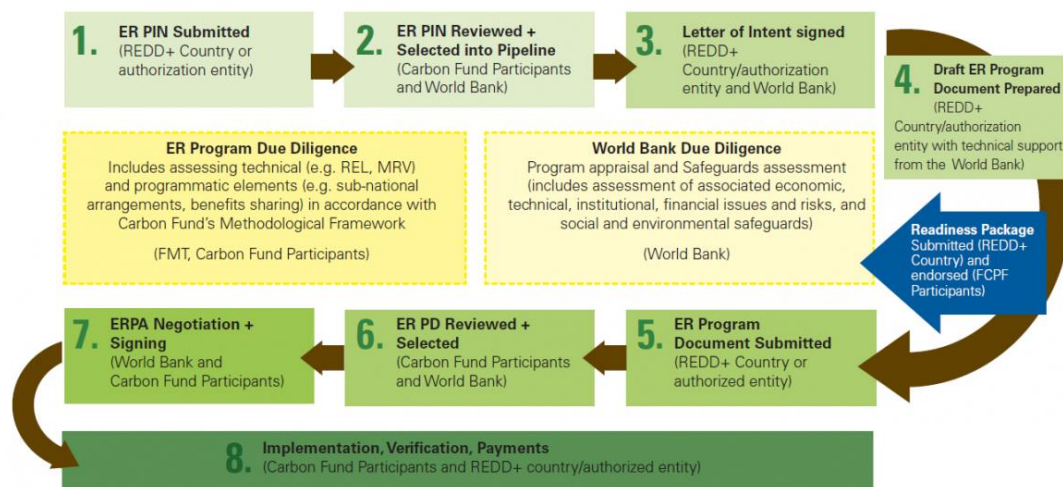 1. ER PIN Submitted
(REDD+ Country or
authorization entity)
2. ER PIN Reviewed +
Selected into Pipeline
(Carbon Fund Participants
and World Bank)
3. Letter of Intent signed
(REDD+
Country/authorization
entity and World Bank)
4. Draft ER Program
Document Prepared
(REDD+
Country/authorization
entity with technical support
from the World Bank)
ER Program Due Diligence
Includes assessing technical (e.g. REL, MRV)
and programmatic elements (e.g. sub-national
arrangements, benefits sharing) in accordance with
Carbon Fund's Methodological Framework
(FMT, Carbon Fund Participants)
World Bank Due Diligence
Program appraisal and Safeguards assessment
(includes assessment of associated economic,
technical, institutional, financial issues and risks, and
social and environmental safeguards)
(World Bank)
Readiness Package
Submitted (REDD+
Country) and
endorsed (FCPF
Participants)
7. ERPA Negotiation +
Signing
(World Bank and
Carbon Fund Participants)
6. ER PD Reviewed +
Selected
(Carbon Fund Participants
and World Bank)
5. ER Program
Document Submitted
(REDD+ Country or
authorized entity)
8. Implementation, Verification, Payments
(Carbon Fund Participants and REDD+ country/authorized entity)